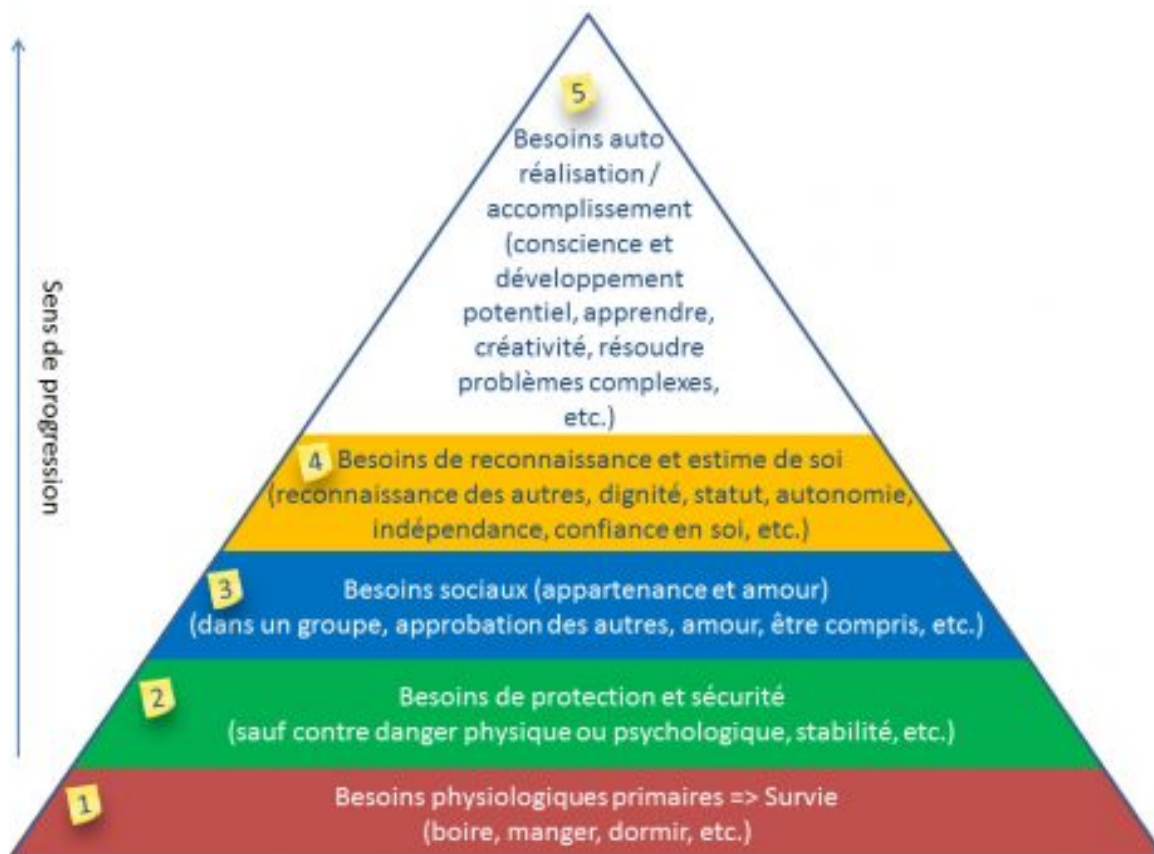 5
Besoins auto
réalisation /
accomplissement
(conscience et
développement
potentiel, apprendre,
créativité, résoudre
problèmes complexes,
etc.)
4
Besoins de reconnaissance et estime de soi
(reconnaissance des autres, dignité, statut, autonomie,
indépendance, confiance en soi, etc.)
3
Besoins sociaux (appartenance et amour)
(dans un groupe, approbation des autres, amour, être compris, etc.)
2
Besoins de protection et sécurité
(sauf contre danger physique ou psychologique, stabilité, etc.)
1
Besoins physiologiques primaires => Survie
(boire, manger, dormir, etc.)
Sens de progression